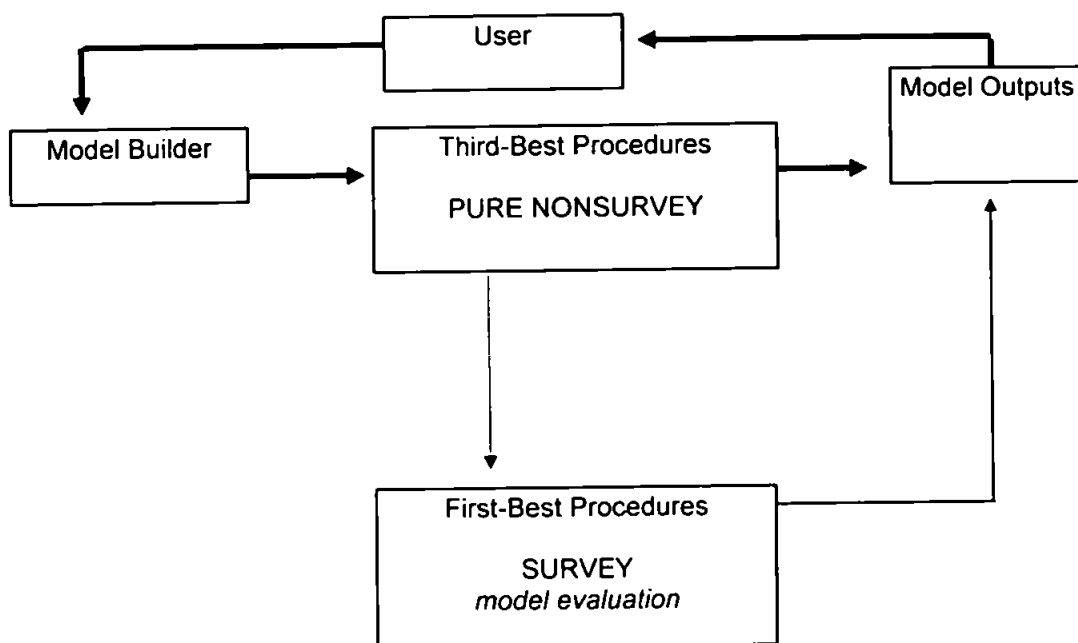 User
Model Outputs
Model Builder
Third-Best Procedures
PURE NONSURVEY
First-Best Procedures
SURVEY
model evaluation